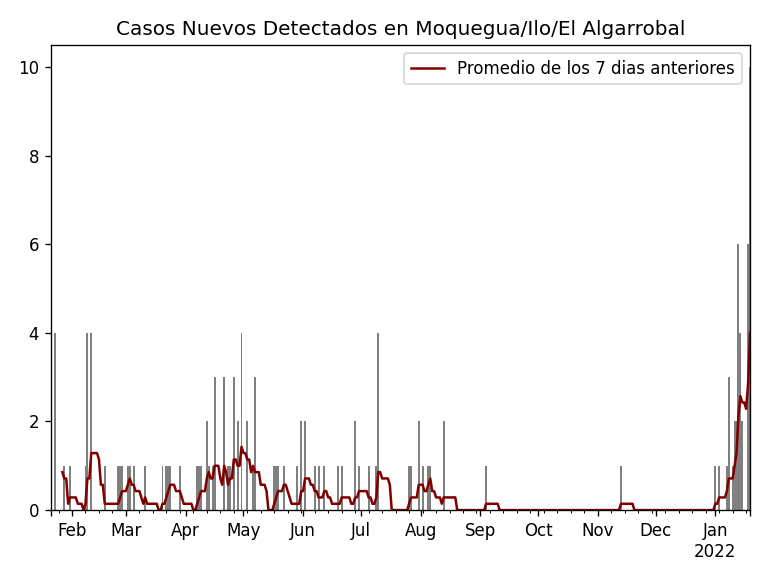 Casos Nuevos Detectados en Moquegua/Ilo/El Algarrobal
Promedio de los 7 dias anteriores
10
8
6
4
2
0
Feb Mar Apr May Jun Jul Aug Sep Oct Nov Dec Jan
2022